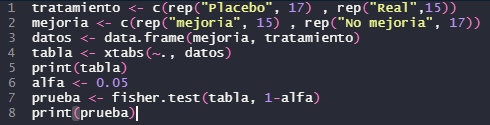 1 tratamiento <- c(rep("Placebo", 17) , rep("Real",15))
2 mejoria <- c(rep("mejoria", 15) , rep("No mejoria", 17))
3 datos <- data.frame(mejoria, tratamiento)
4 tabla <- xtabs(~., datos)
5 print(tabla)
6 alfa <- 0.05
7 prueba <- fisher.test(tabla, 1-alfa)
8 print(prueba)